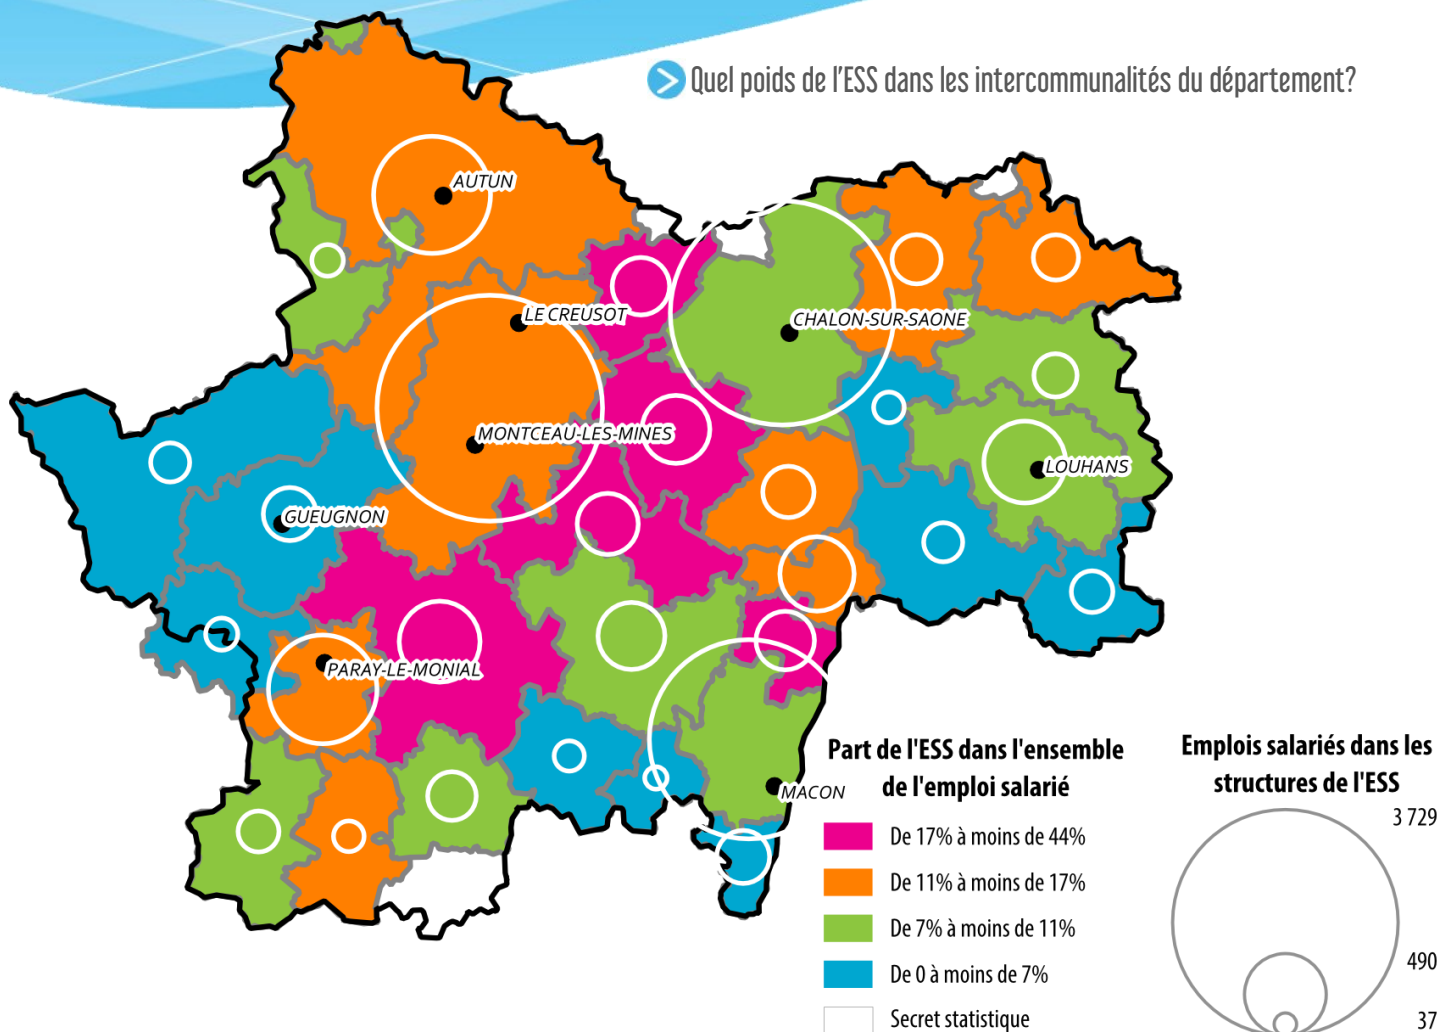 Quel poids de l'ESS dans les intercommunalités du département?
AUTUN
LE CREUSOT
CHALON-SUR-SAONE
MONTCEAU-LES-MINES
LOUHANS
GUEUGNON
PARAY-LE-MONIAL
MACON
Part de l'ESS dans l'ensemble
de l'emploi salarié
De 17% à moins de 44%
De 11% à moins de 17%
De 7% à moins de 11%
De 0 à moins de 7%
Secret statistique
Emplois salariés dans les
structures de l'ESS
3 729
490
37